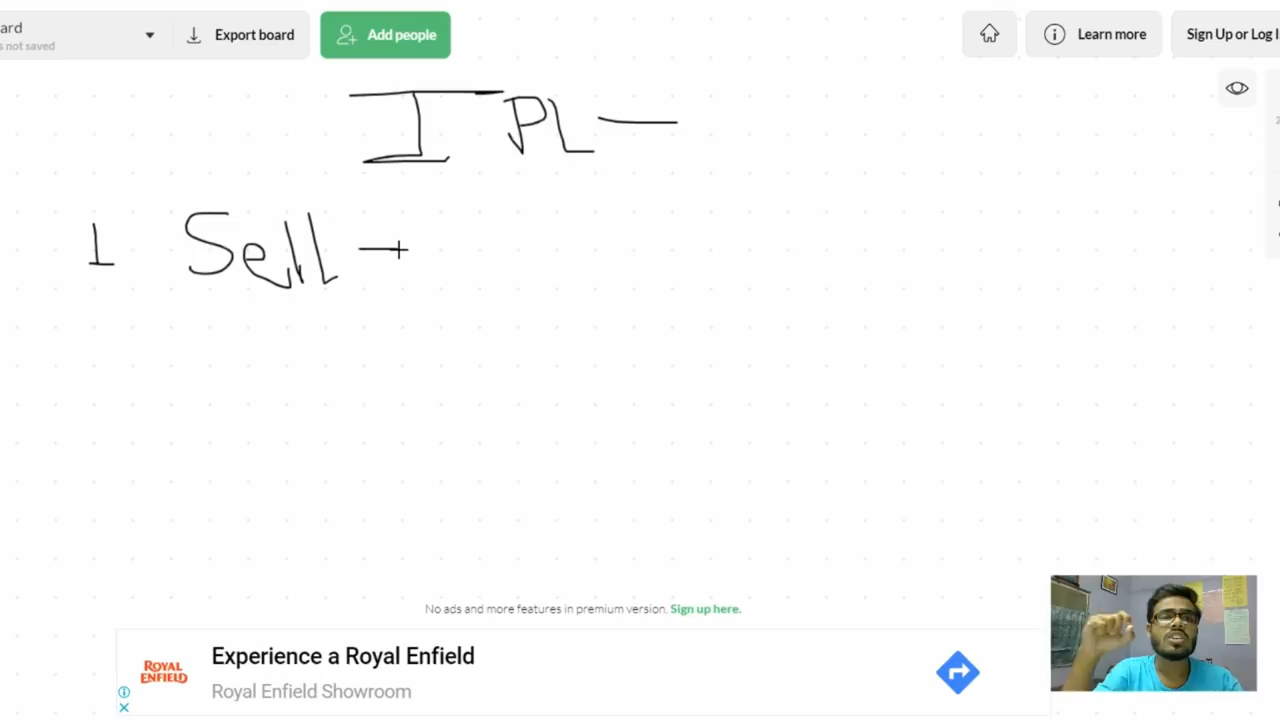 ard
s not saved
Export board
Add people
Learn more
Sign Up or Log I
IPL —
1 Sell —
No ads and more features in premium version. Sign up here.
ROYAL
ENFIELD
Experience a Royal Enfield
Royal Enfield Showroom